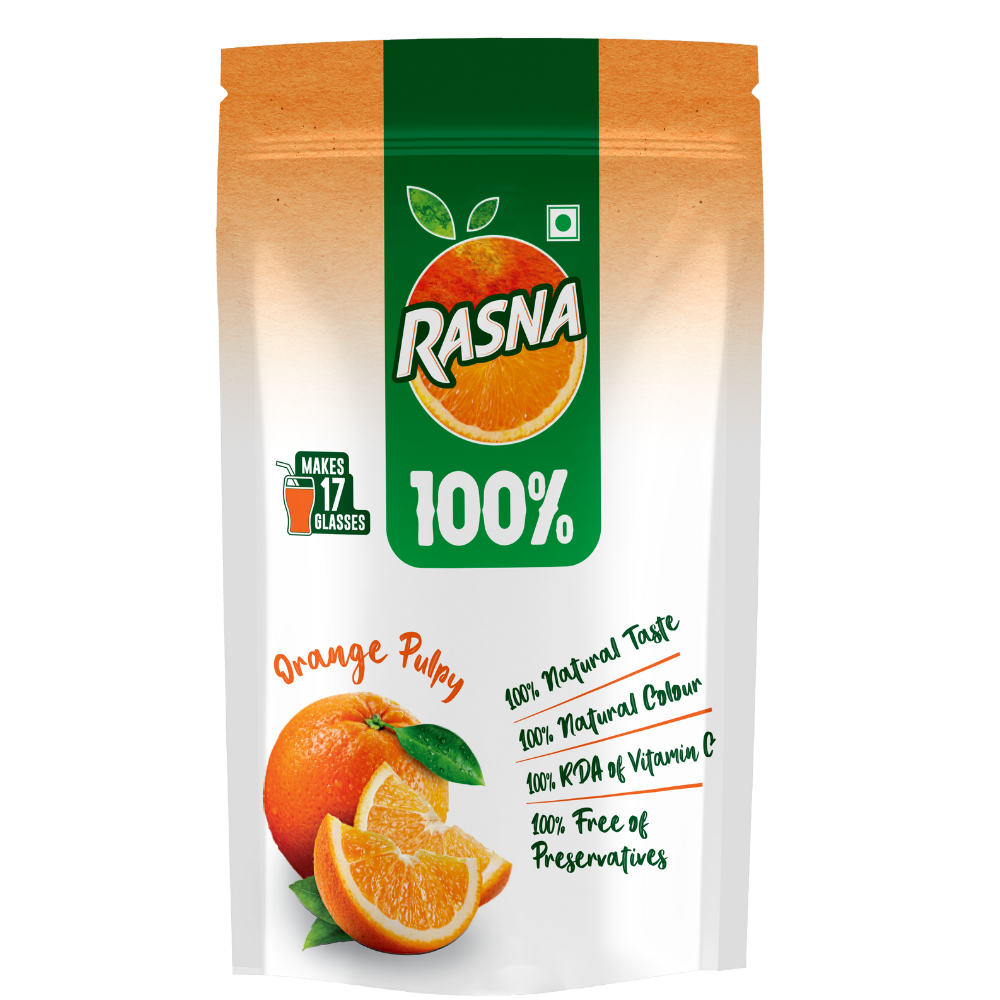 RASNA
100%
MAKES
17
GLASSES
Orange Pulpy
100% Natural Taste
100% Natural Colour
100% RDA of Vitamin C
100% Free of
Preservatives